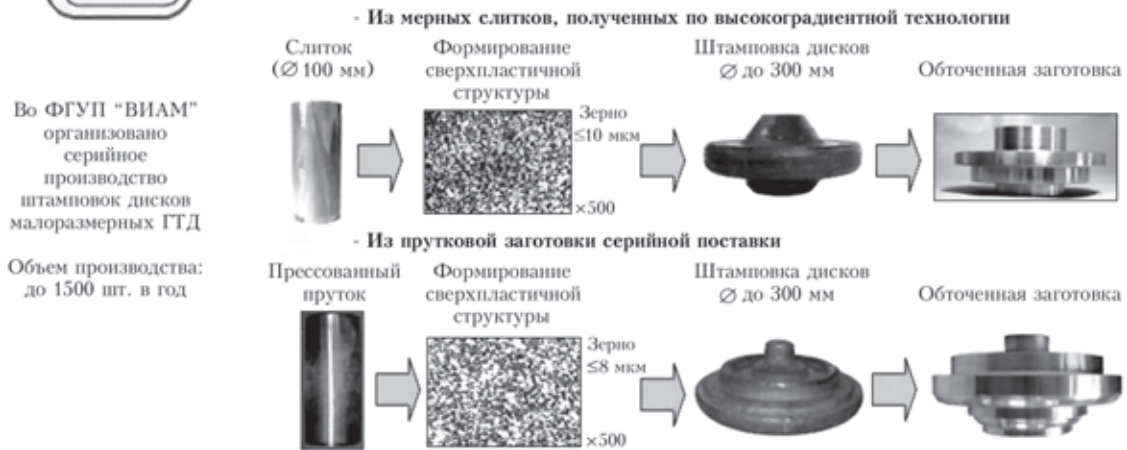 Во ФГУП “ВИАМ”
организовано
серийное
производство
штамповок дисков
малоразмерных ГТД
Объем производства:
до 1500 шт. в год
- Из мерных слитков, полученных по высокоградиентной технологии
Слиток
(∅ 100 мм)
Формирование
сверхпластичной
структуры
Зерно
≤10 мкм
×500
Штамповка дисков
∅ до 300 мм
Обточенная заготовка
- Из прутковой заготовки серийной поставки
Прессованный
пруток
Формирование
сверхпластичной
структуры
Зерно
≤8 мкм
×500
Штамповка дисков
∅ до 300 мм
Обточенная заготовка